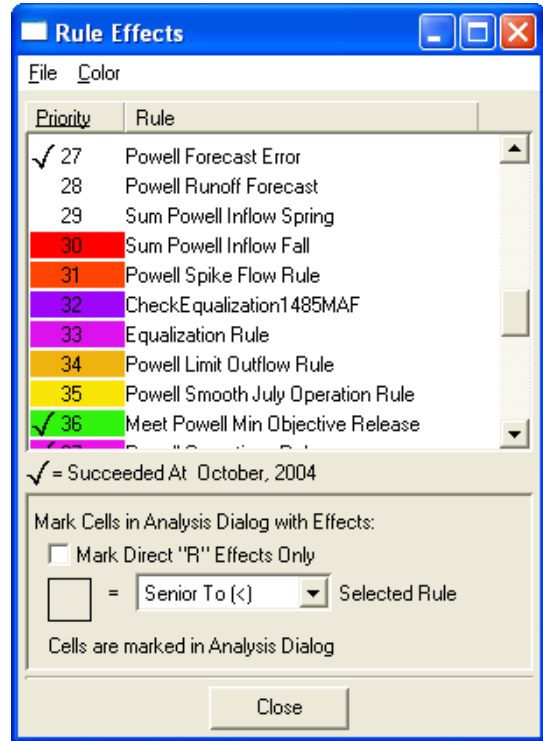 Rule Effects
File Color
Priority Rule
✓ 27 Powell Forecast Error
28 Powell Runoff Forecast
29 Sum Powell Inflow Spring
30 Sum Powell Inflow Fall
31 Powell Spike Flow Rule
32 CheckEqualization1485MAF
33 Equalization Rule
34 Powell Limit Outflow Rule
35 Powell Smooth July Operation Rule
✓ 36 Meet Powell Min Objective Release
✓ = Succeeded At October, 2004
Mark Cells in Analysis Dialog with Effects:
Mark Direct "R" Effects Only
= Senior To (<) Selected Rule
Cells are marked in Analysis Dialog
Close